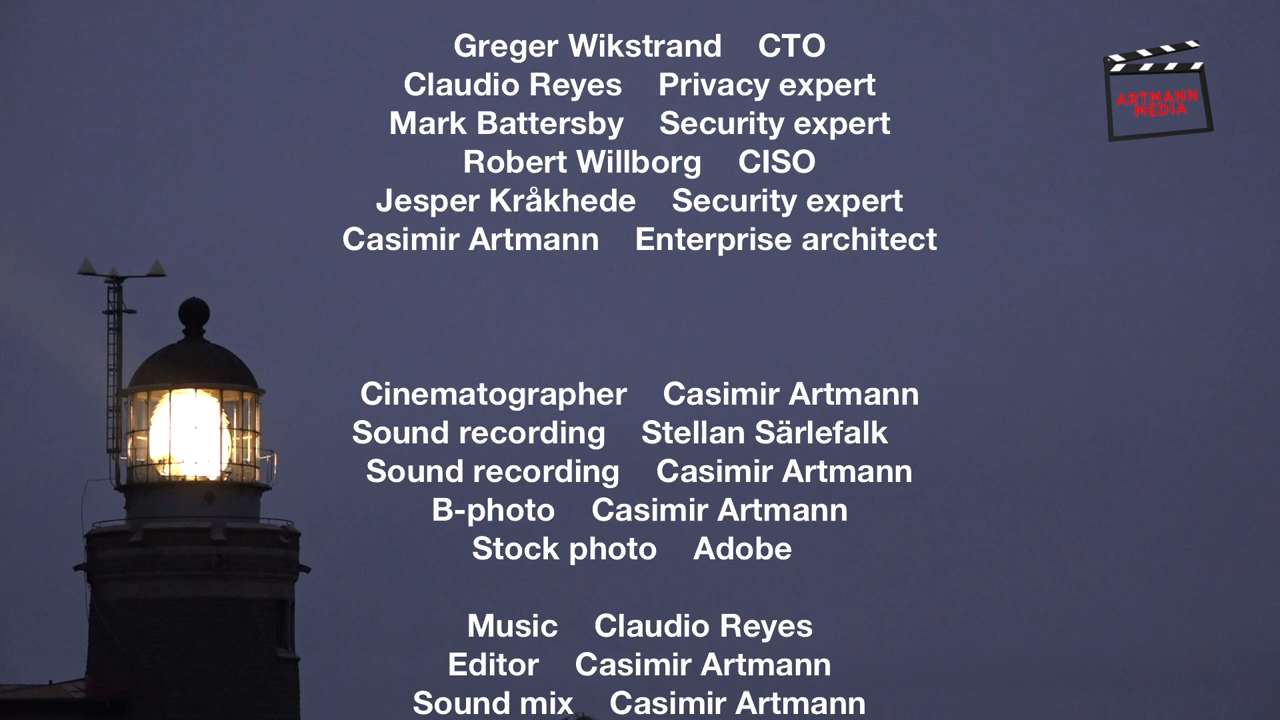 Greger Wikstrand CTO
Claudio Reyes Privacy expert
Mark Battersby Security expert
Robert Willborg CISO
Jesper Kråkhede Security expert
Casimir Artmann Enterprise architect
ARTMANN
MEDIA
Cinematographer Casimir Artmann
Sound recording Stellan Särlefalk
Sound recording Casimir Artmann
B-photo Casimir Artmann
Stock photo Adobe
Music Claudio Reyes
Editor Casimir Artmann
Sound mix Casimir Artmann